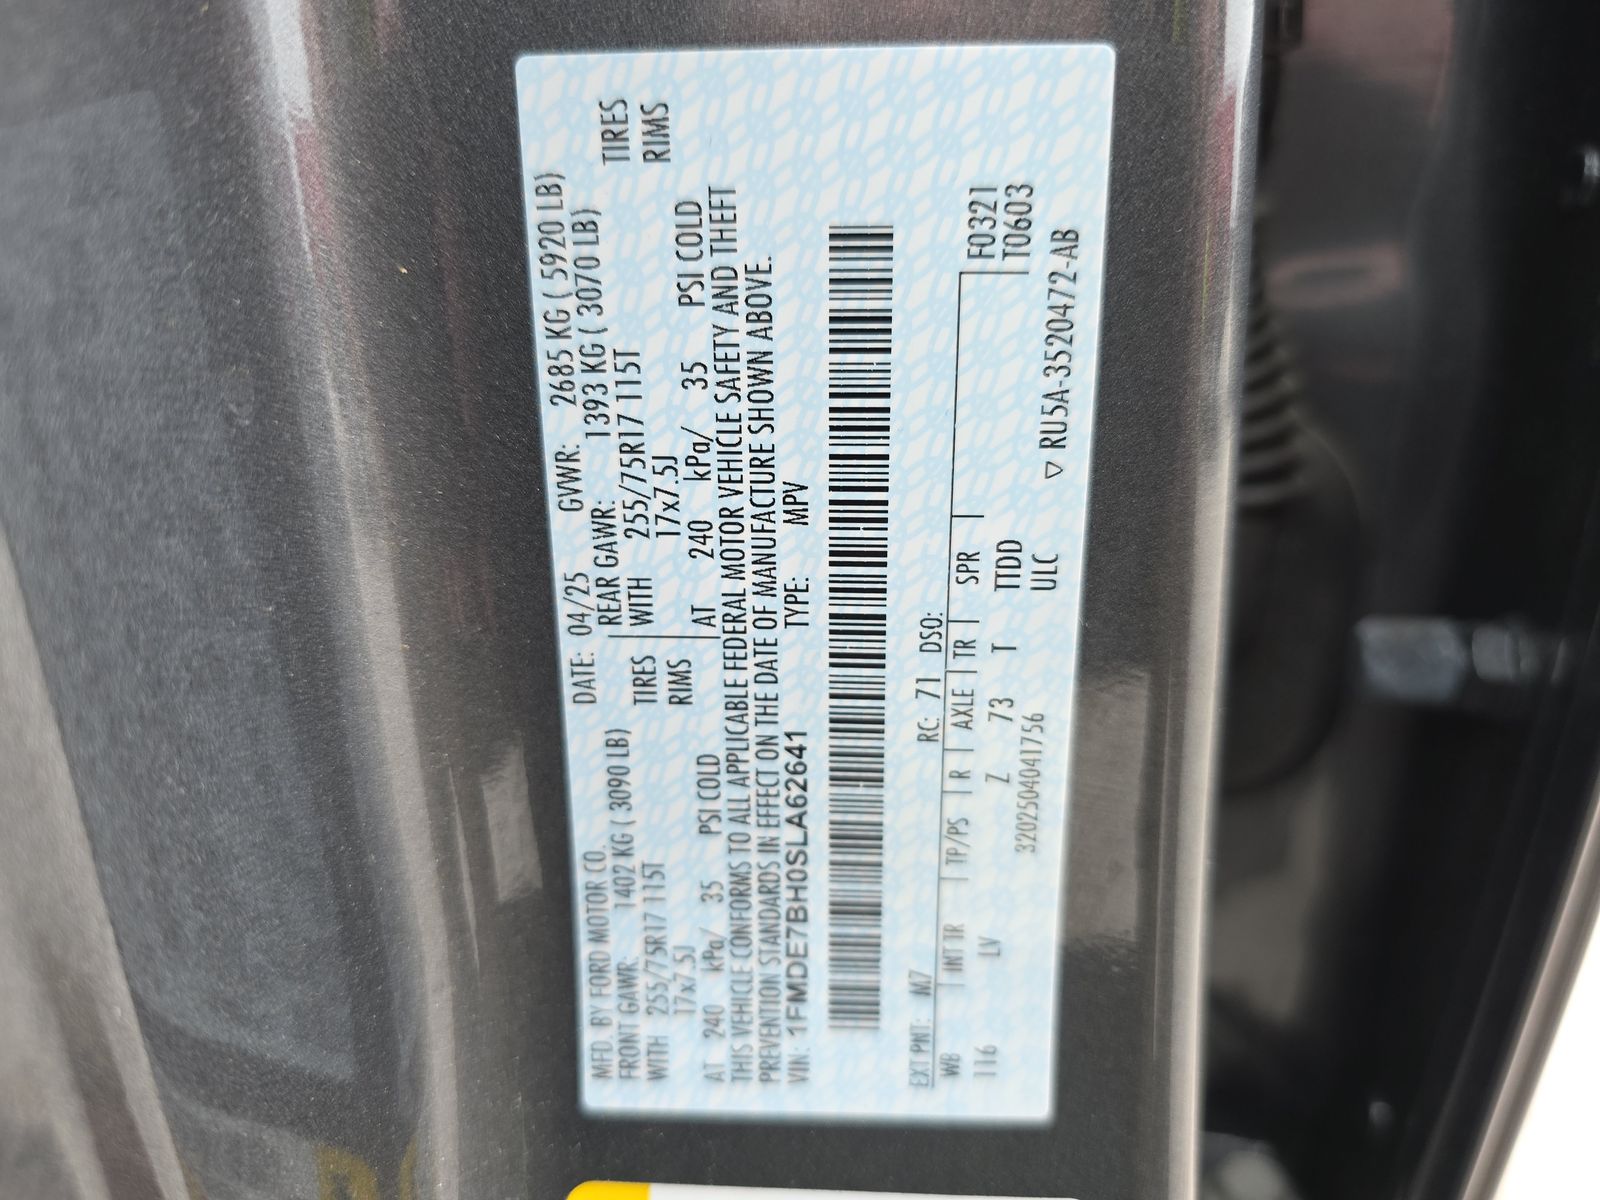 MFD. BY FORD MOTOR CO. DATE: 04/25 GVWR: 2685 KG ( 5920 LB)
FRONT GAWR: 1402 KG ( 3090 LB) REAR GAWR: 1393 KG ( 3070 LB)
WITH 255/75R17 115T TIRES WITH 255/75R17 115T TIRES
17x7.5J RIMS 17x7.5J RIMS
AT 240 kPa/ 35 PSI COLD AT 240 kPa/ 35 PSI COLD
THIS VEHICLE CONFORMS TO ALL APPLICABLE FEDERAL MOTOR VEHICLE SAFETY AND THEFT
PREVENTION STANDARDS IN EFFECT ON THE DATE OF MANUFACTURE SHOWN ABOVE.
VIN: 1FMDE7BH0SLA62641 TYPE: MPV
EXT PNT: M7 RC: 71 DSO:
WB INT TR TP/PS R AXLE TR SPR F0321
116 LV Z 73 T TTDD T0603
3202504041756 ULC ▽ RU5A-3520472-AB